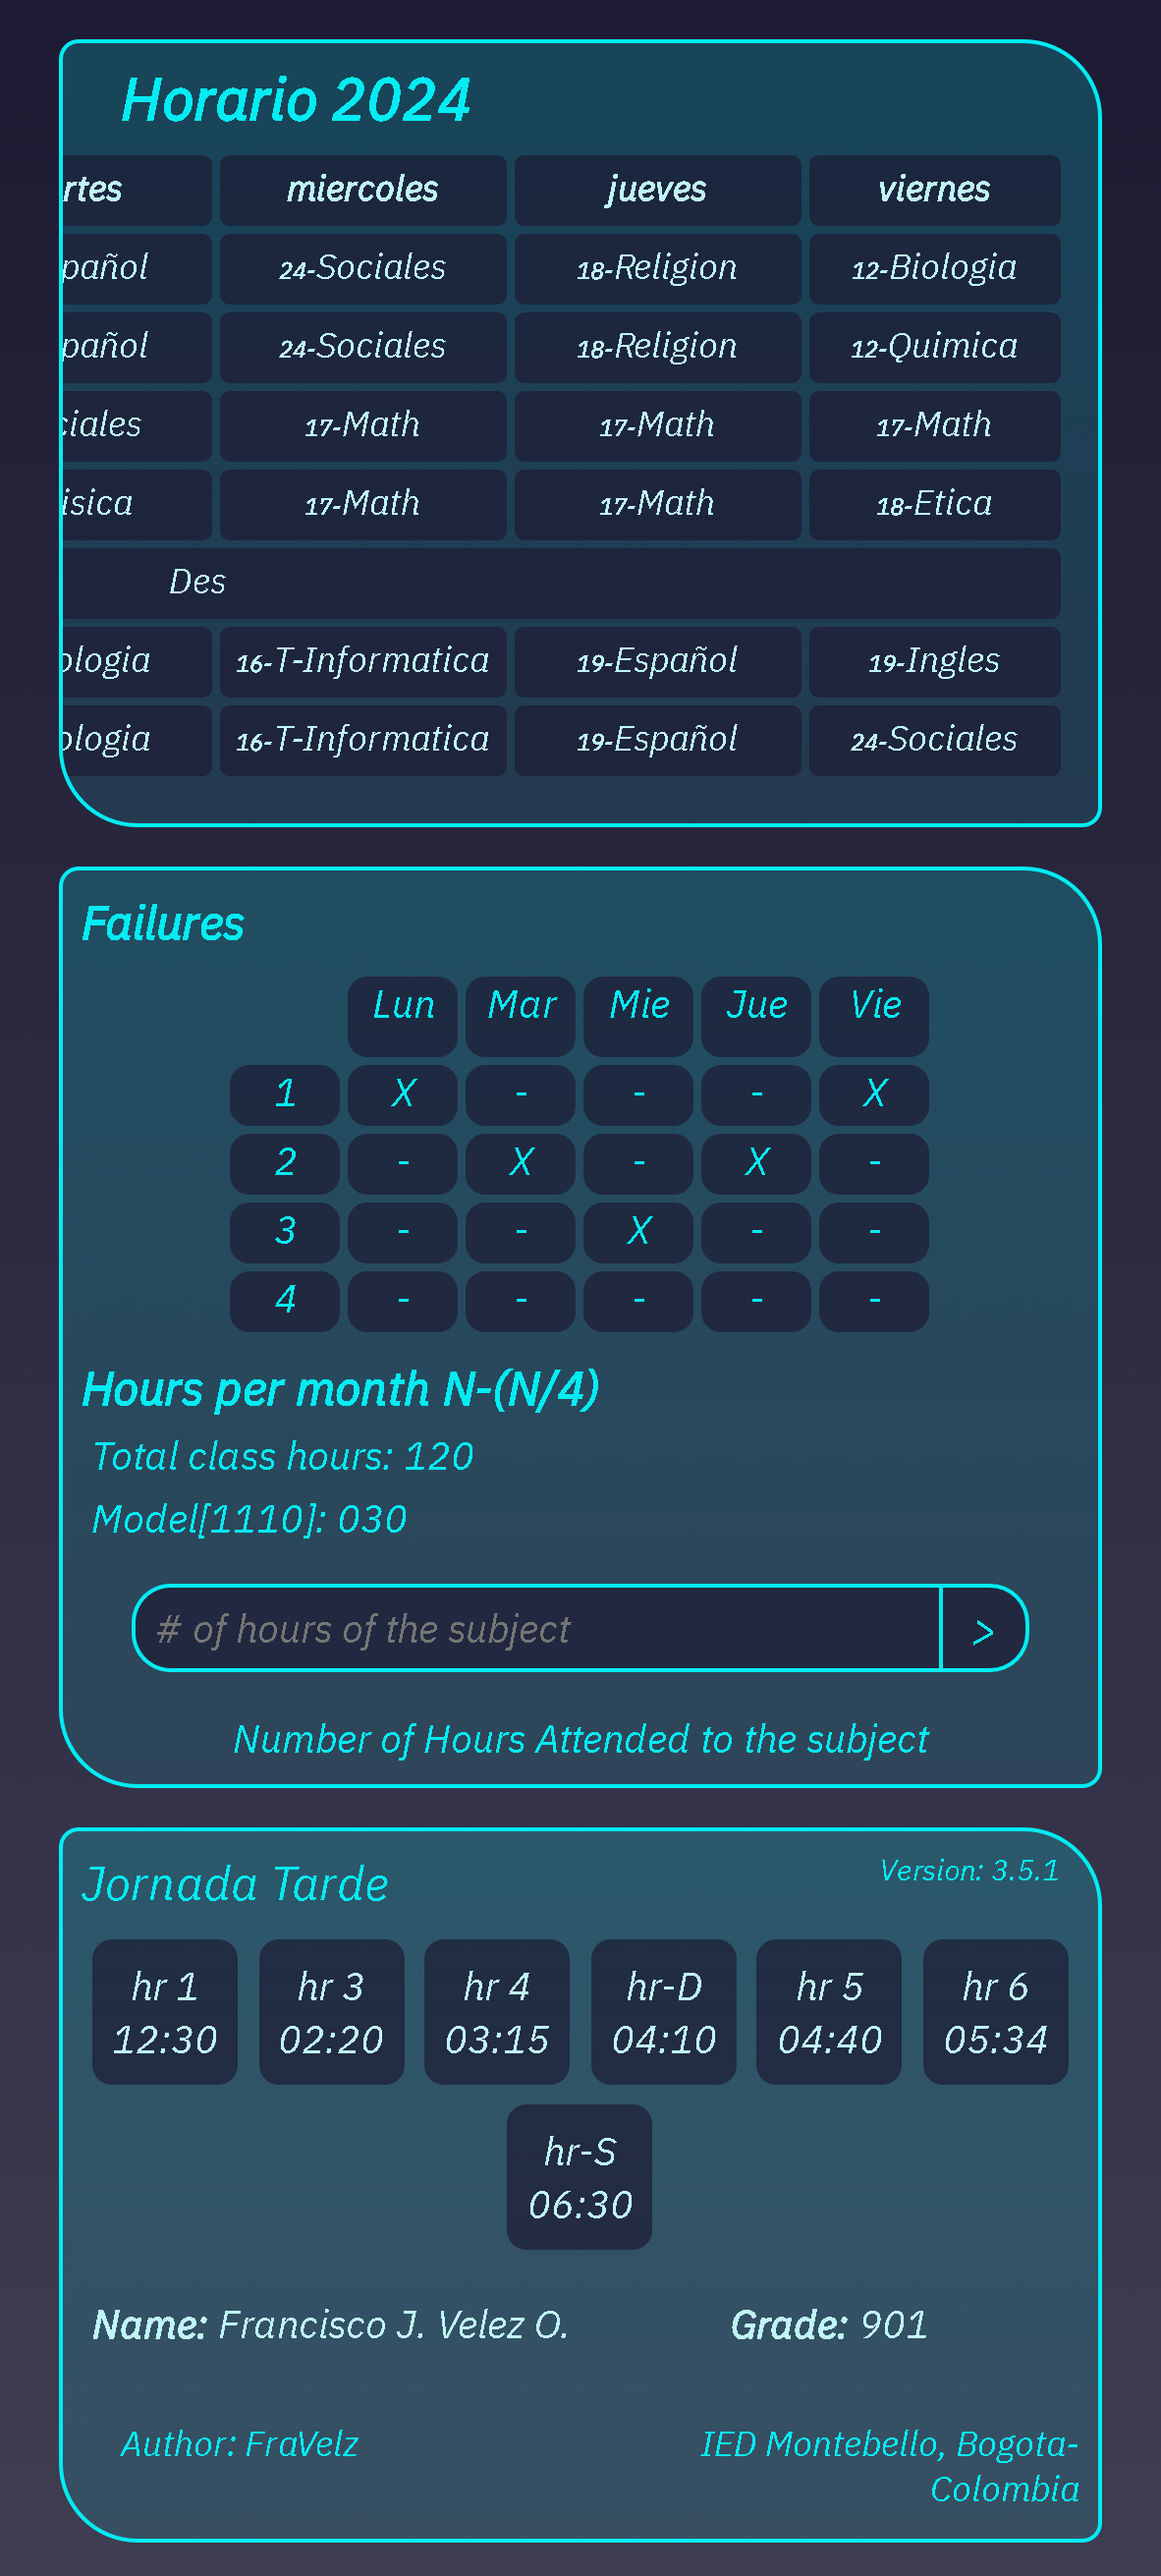 Horario 2024
rtes miercoles jueves viernes
pañol 24-Sociales 18-Religion 12-Biologia
pañol 24-Sociales 18-Religion 12-Quimica
ciales 17-Math 17-Math 17-Math
isica 17-Math 17-Math 18-Etica
Des
ologia 16-T-Informatica 19-Español 19-Ingles
ologia 16-T-Informatica 19-Español 24-Sociales
Failures
Lun Mar Mie Jue Vie
1 X - - - X
2 - X - X -
3 - - X - -
4 - - - - -
Hours per month N-(N/4)
Total class hours: 120
Model[1110]: 030
# of hours of the subject >
Number of Hours Attended to the subject
Jornada Tarde Version: 3.5.1
hr 1 hr 3 hr 4 hr-D hr 5 hr 6
12:30 02:20 03:15 04:10 04:40 05:34
hr-S
06:30
Name: Francisco J. Velez O. Grade: 901
Author: FraVelz IED Montebello, Bogota-
Colombia